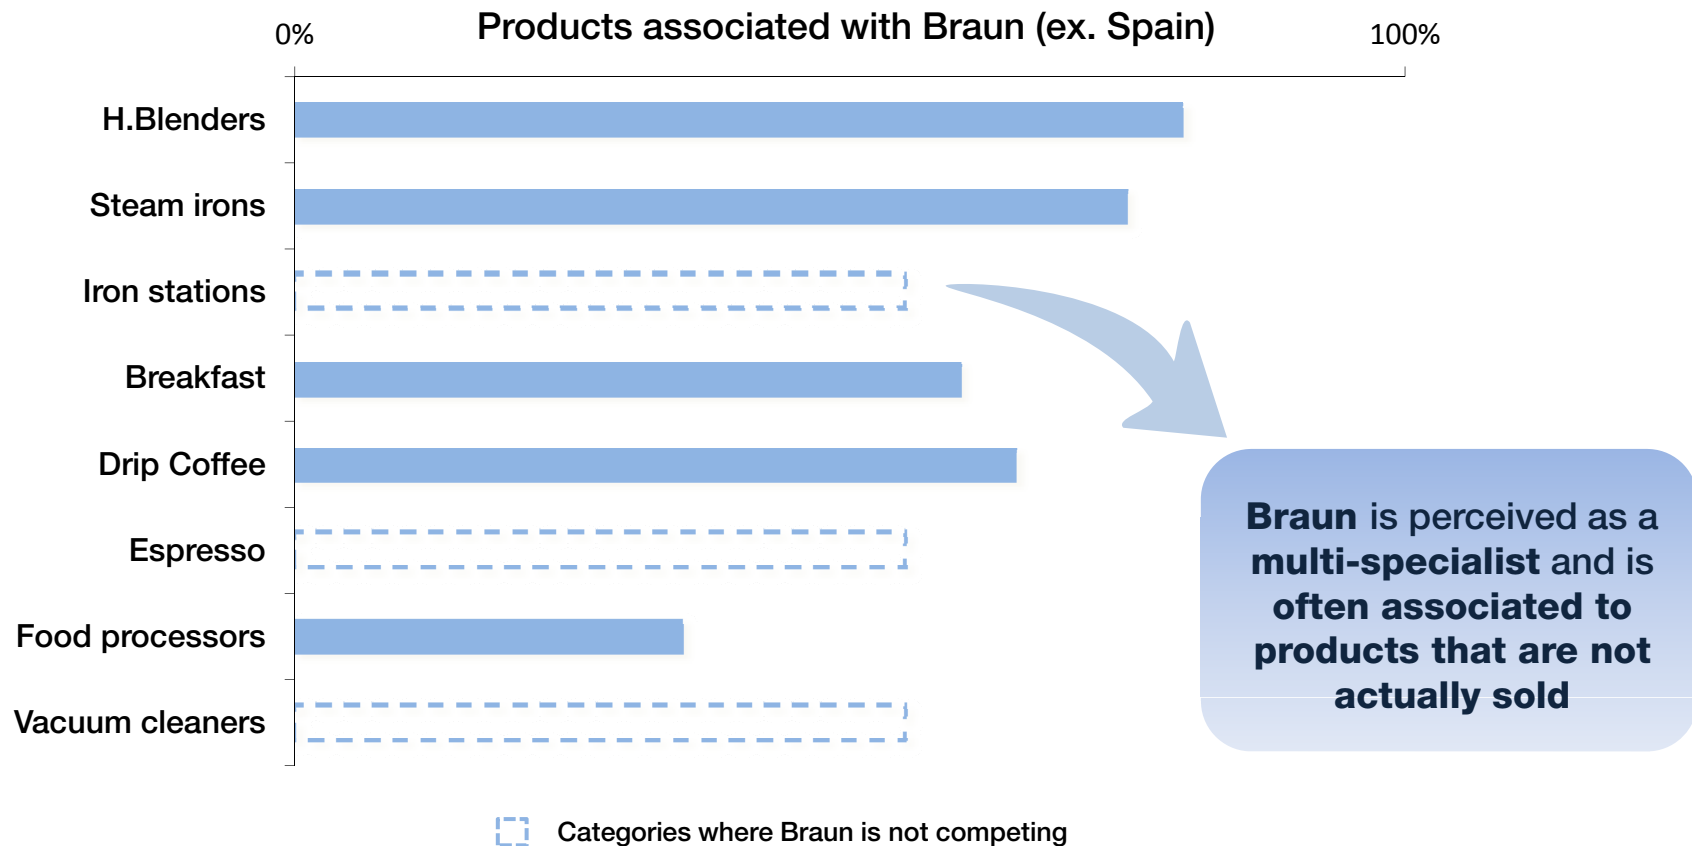 Products associated with Braun (ex. Spain)
0%
100%
H.Blenders
Steam irons
Iron stations
Breakfast
Drip Coffee
Espresso
Food processors
Vacuum cleaners
Braun is perceived as a
multi-specialist and is
often associated to
products that are not
actually sold
Categories where Braun is not competing